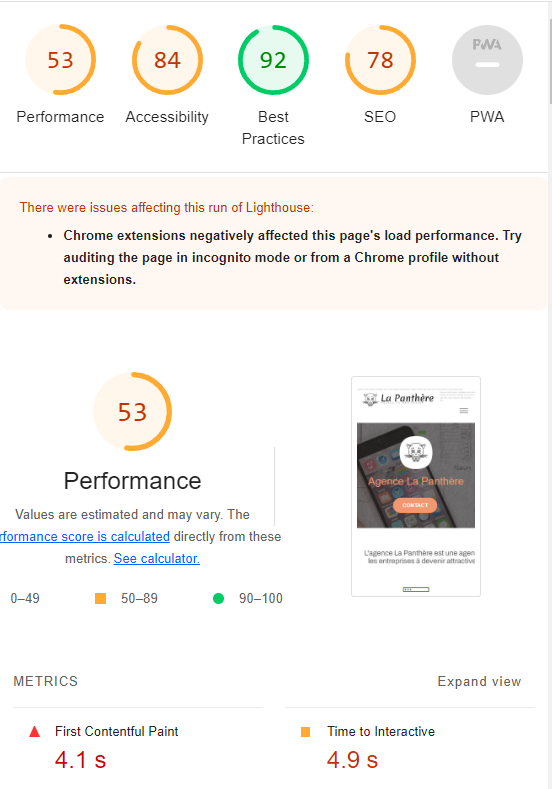 53
84
92
78
PWA
Performance
Accessibility
Best
Practices
SEO
PWA
There were issues affecting this run of Lighthouse:
Chrome extensions negatively affected this page's load performance. Try
auditing the page in incognito mode or from a Chrome profile without
extensions.
53
Performance
Values are estimated and may vary. The
rformance score is calculated directly from these
metrics. See calculator.
0–49
50–89
90–100
La Panthère
Agence La Panthère
CONTACT
L'agence La Panthère est une agen
les entreprises à devenir attractive
METRICS
Expand view
First Contentful Paint
4.1 s
Time to Interactive
4.9 s